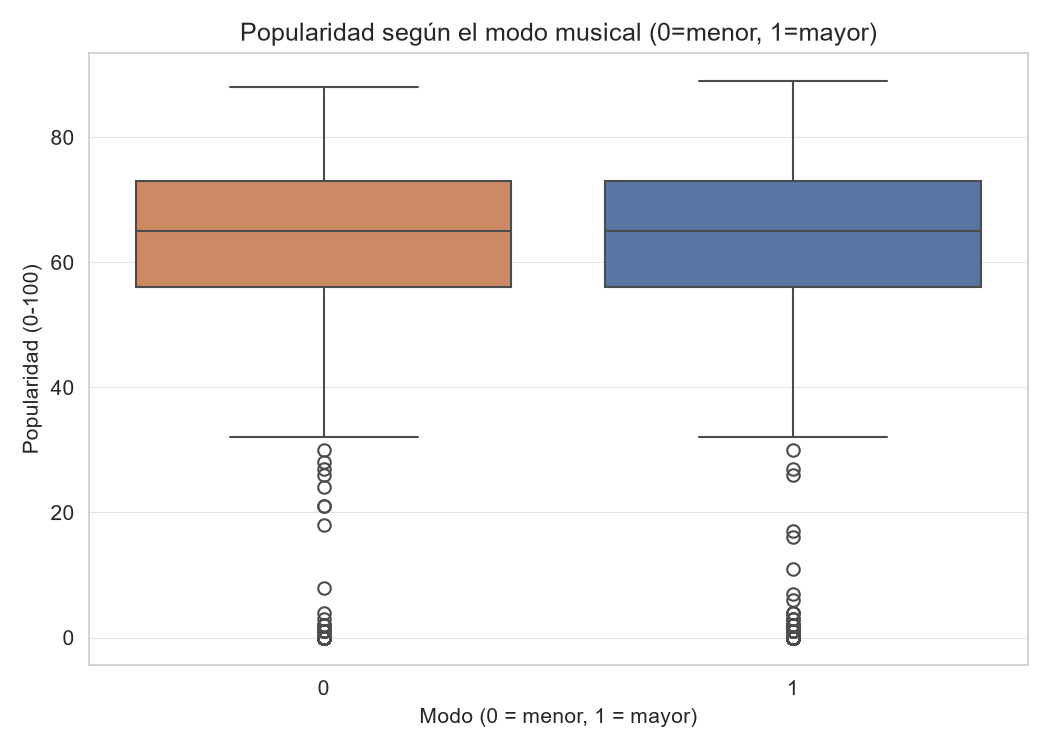 Popularidad según el modo musical (0=menor, 1=mayor)
Popularidad (0-100)
80
60
40
20
0
0 1
Modo (0 = menor, 1 = mayor)